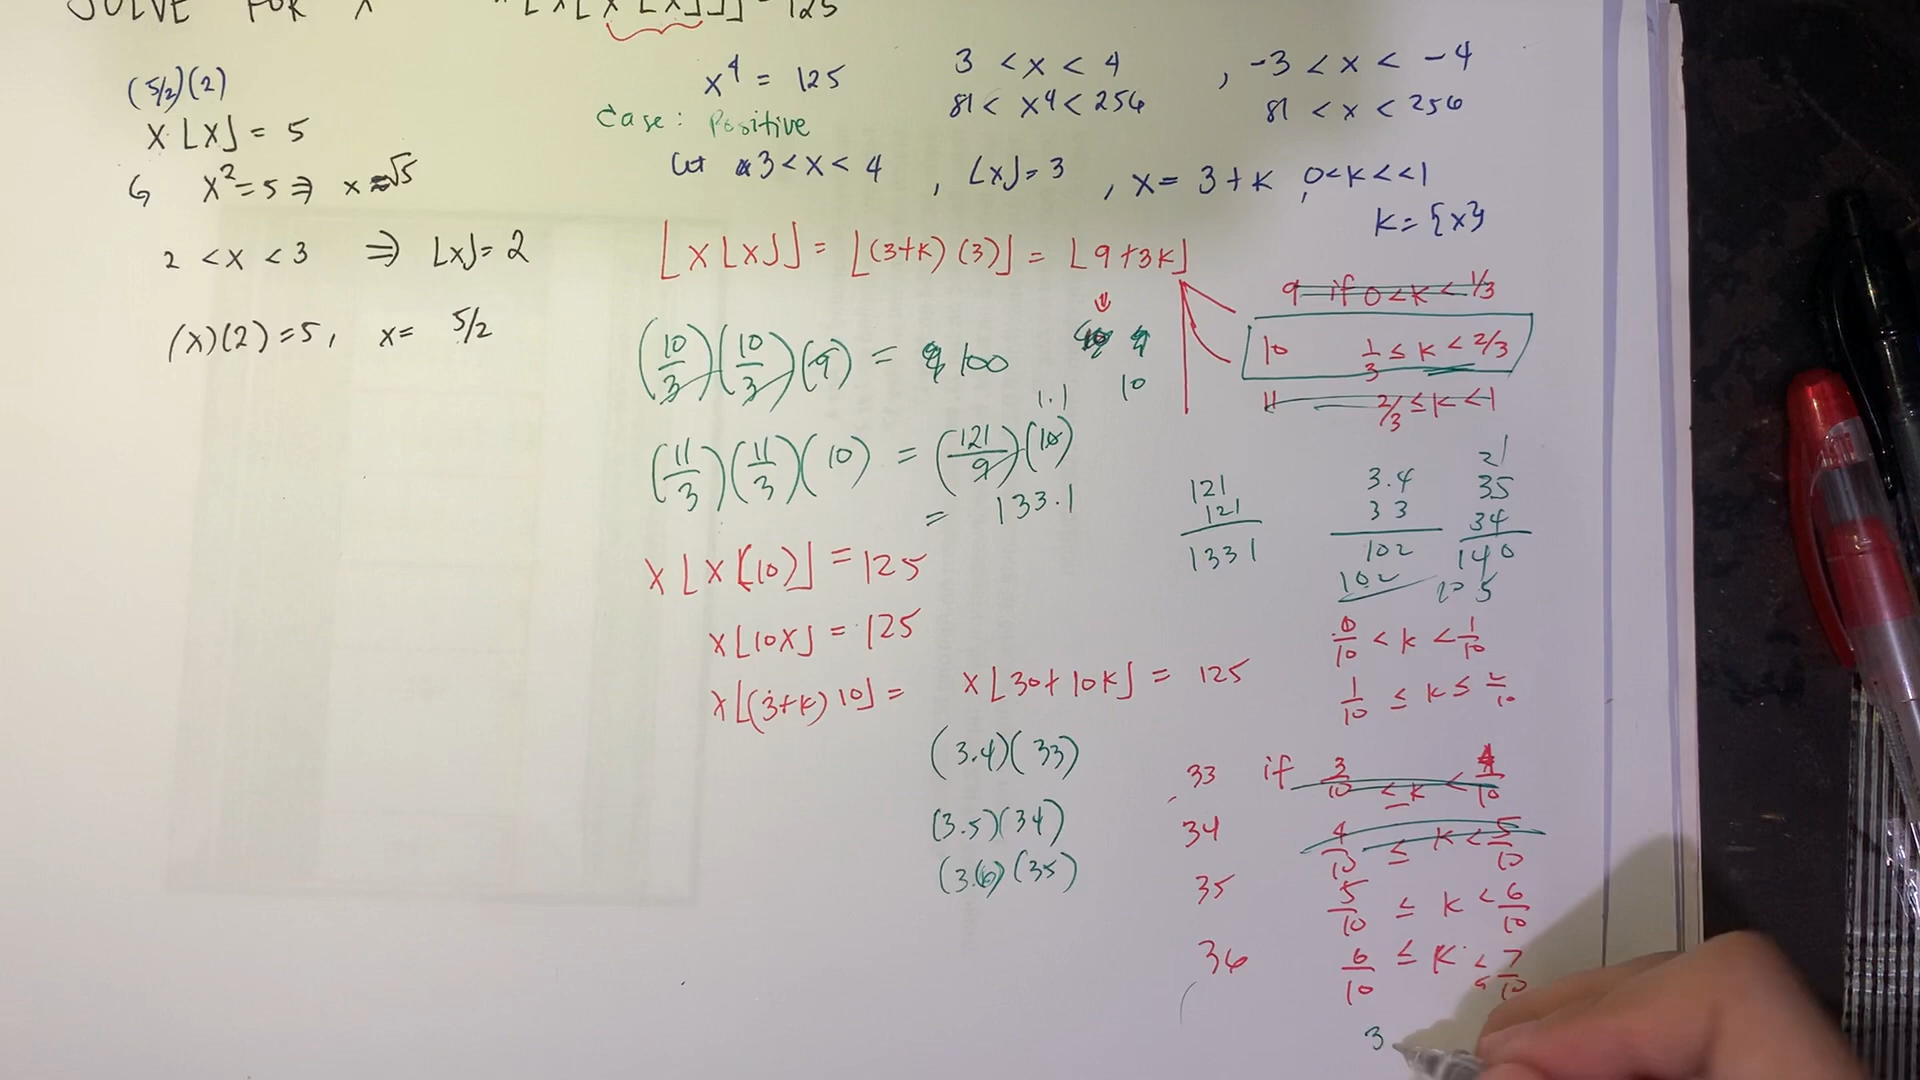 SOLVE FOR X x⌊x⌊x⌊x⌋⌋⌋ = 125
(5/2)(2)
x⌊x⌋ = 5
x² = 5 ⇒ x = √5
2 < x < 3 ⇒ ⌊x⌋ = 2
(x)(2) = 5, x = 5/2
x⁴ = 125
3 < x < 4 , -3 < x < -4
81 < x⁴ < 256
81 < x < 256
Case: Positive
Let 3 < x < 4 , ⌊x⌋ = 3 , x = 3 + k , 0 < k < < 1
k = {x}
⌊x⌊x⌋⌋ = ⌊(3+k)(3)⌋ = ⌊9 + 3k⌋
9 if 0 < k < 1/3
10 1/3 ≤ k < 2/3
11 2/3 ≤ k < 1
(10/3)(10/3)(9) = 100
9
10
1.1
(11/3)(11/3)(10) = (121/9)(10)
= 133.1
121
121
1331
3.4
33
102
102
21
35
34
140
105
x⌊x⌊10)⌋ = 125
x⌊10x⌋ = 125
x⌊(3+k)10⌋ = x⌊30 + 10k⌋ = 125
0/10 < k < 1/10
1/10 ≤ k ≤ 2/10
(3.4)(33)
(3.5)(34)
(3.6)(35)
33 if 3/10 ≤ k < 4/10
34 4/10 ≤ k < 5/10
35 5/10 ≤ k < 6/10
36 6/10 ≤ k < 7/10
3